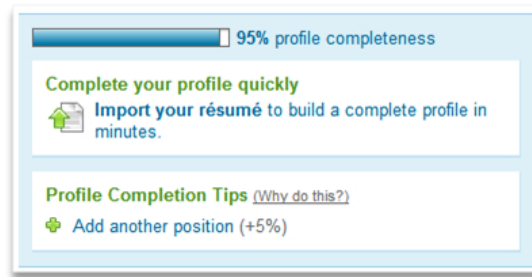 95% profile completeness
Complete your profile quickly
Import your résumé to build a complete profile in
minutes.
Profile Completion Tips (Why do this?)
Add another position (+5%)